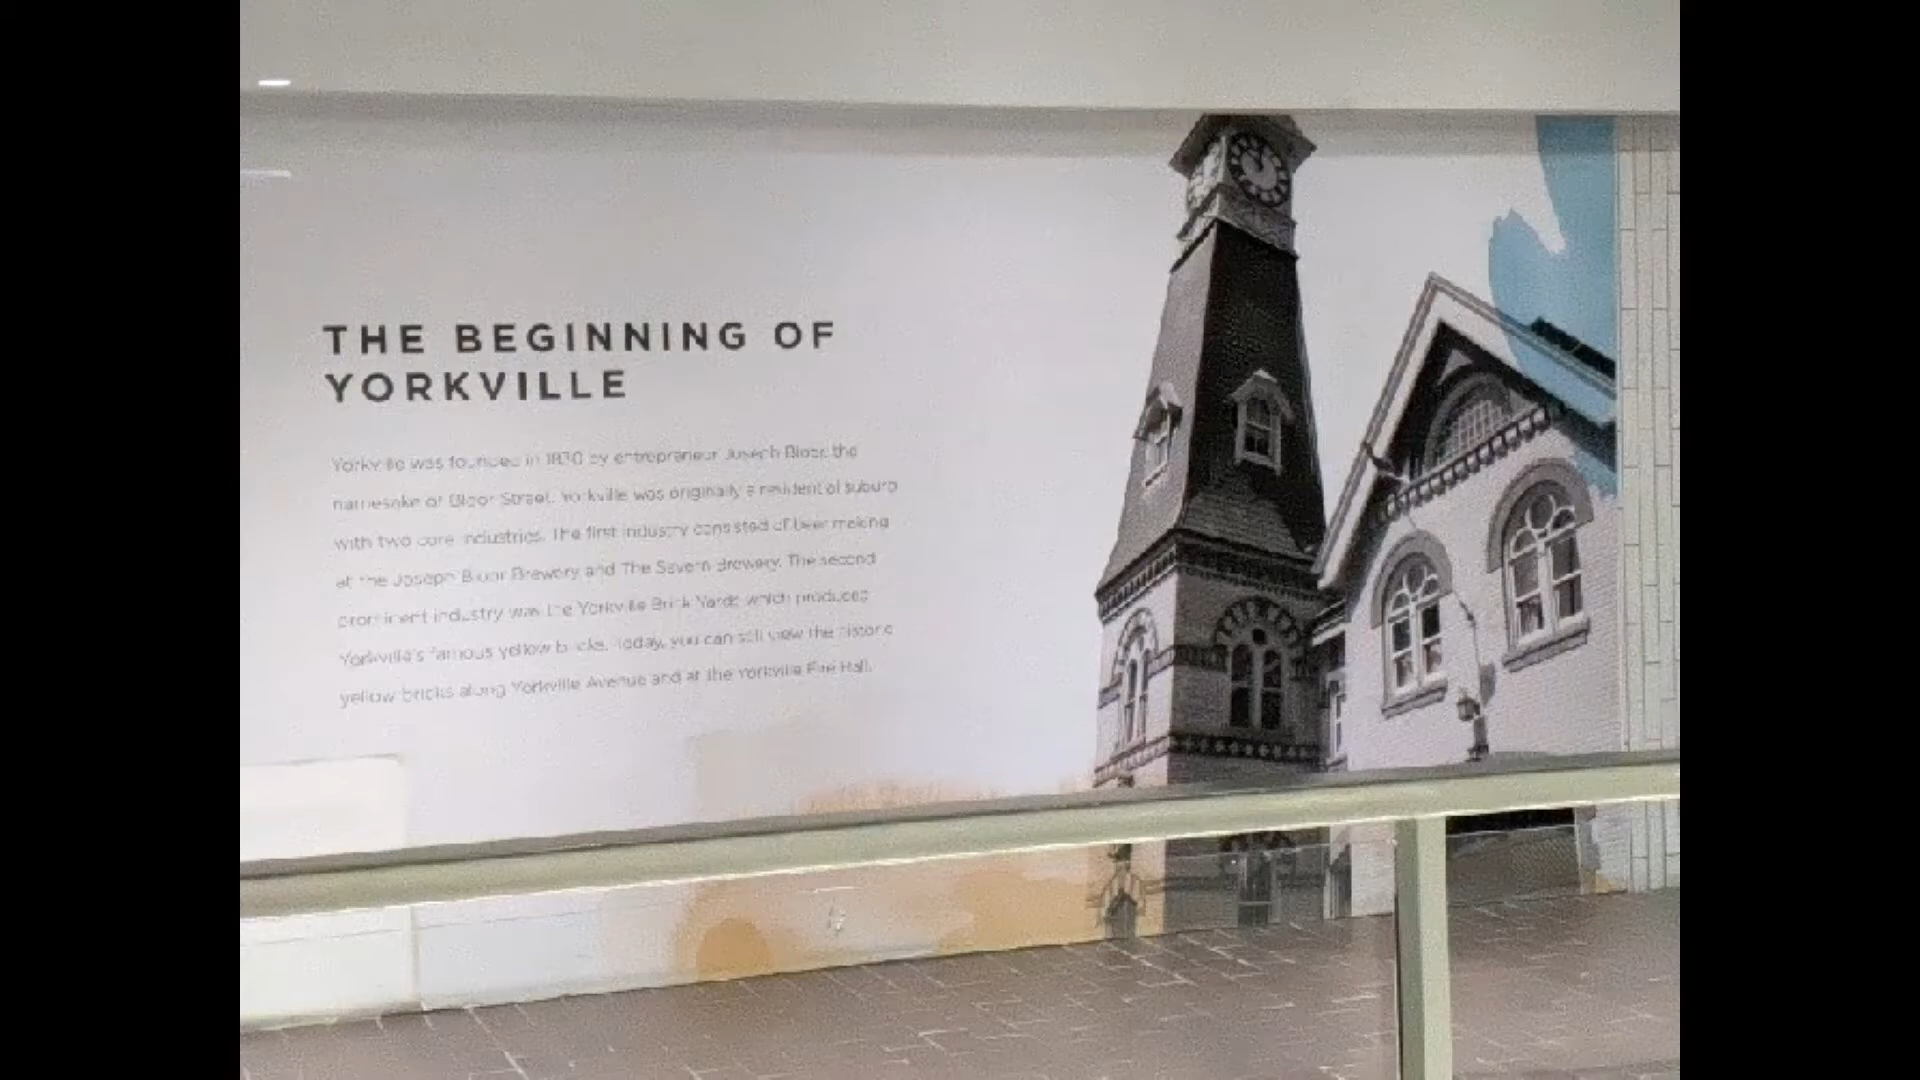 THE BEGINNING OF
YORKVILLE
Yorkville was founded in 1830 by entrepreneur Joseph Bloor, the
namesake of Bloor Street. Yorkville was originally a residential suburb
with two core industries. The first industry consisted of beer making
at the Joseph Bloor Brewery and The Severn Brewery. The second
prominent industry was the Yorkville Brick Yards which produced
Yorkville's famous yellow bricks. Today, you can still view the historic
yellow bricks along Yorkville Avenue and at the Yorkville Fire Hall.